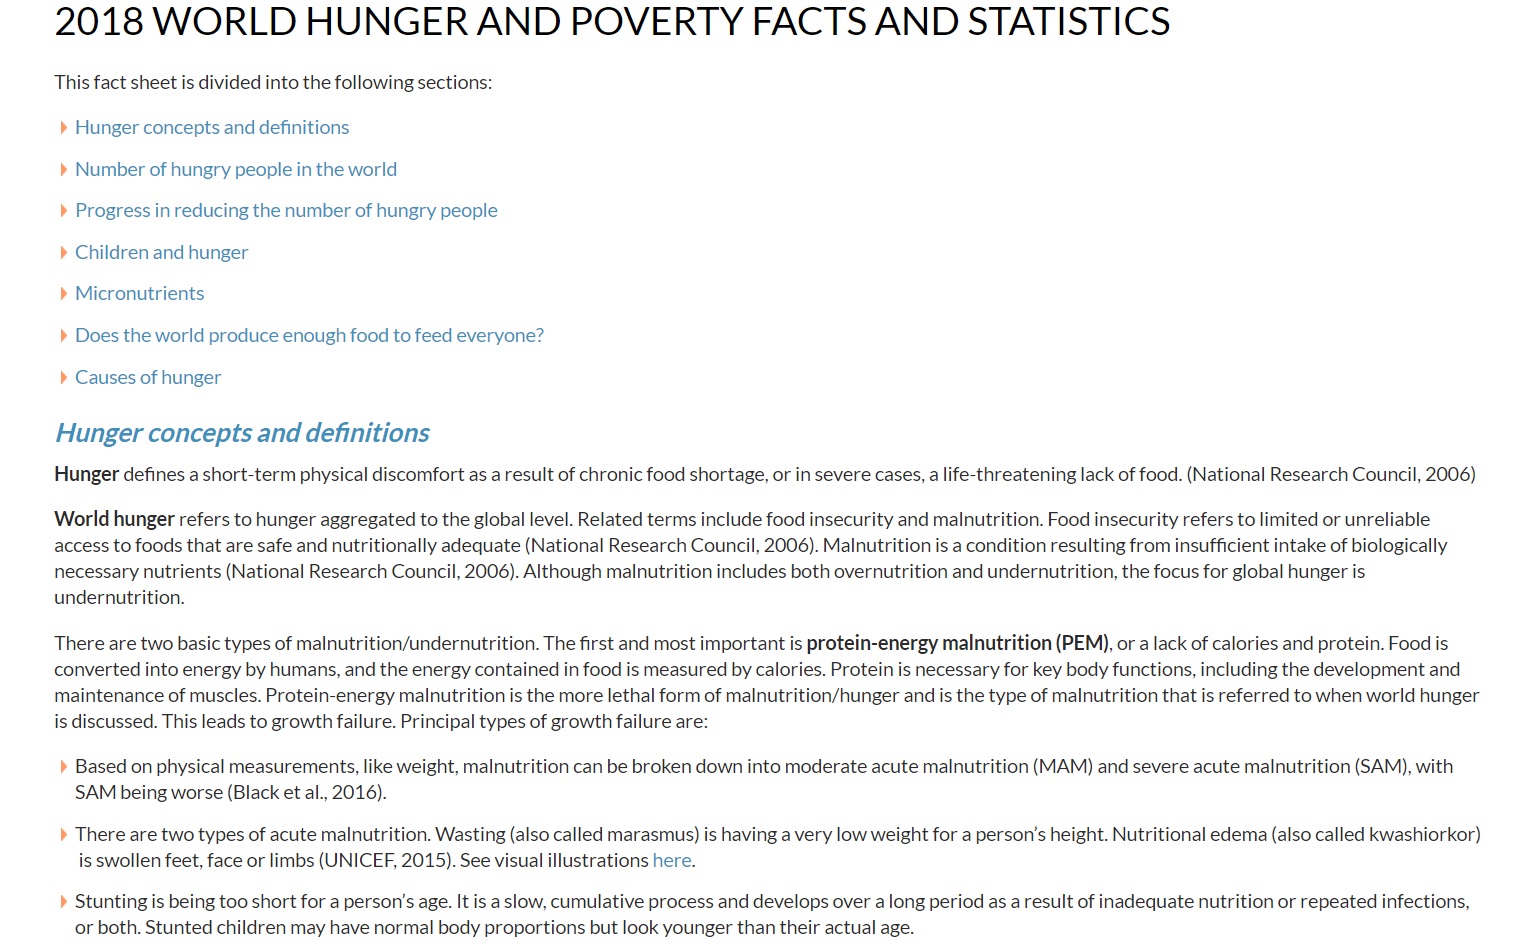 2018 WORLD HUNGER AND POVERTY FACTS AND STATISTICS
This fact sheet is divided into the following sections:
Hunger concepts and definitions
Number of hungry people in the world
Progress in reducing the number of hungry people
Children and hunger
Micronutrients
Does the world produce enough food to feed everyone?
Causes of hunger
Hunger concepts and definitions
Hunger defines a short-term physical discomfort as a result of chronic food shortage, or in severe cases, a life-threatening lack of food. (National Research Council, 2006)
World hunger refers to hunger aggregated to the global level. Related terms include food insecurity and malnutrition. Food insecurity refers to limited or unreliable
access to foods that are safe and nutritionally adequate (National Research Council, 2006). Malnutrition is a condition resulting from insufficient intake of biologically
necessary nutrients (National Research Council, 2006). Although malnutrition includes both overnutrition and undernutrition, the focus for global hunger is
undernutrition.
There are two basic types of malnutrition/undernutrition. The first and most important is protein-energy malnutrition (PEM), or a lack of calories and protein. Food is
converted into energy by humans, and the energy contained in food is measured by calories. Protein is necessary for key body functions, including the development and
maintenance of muscles. Protein-energy malnutrition is the more lethal form of malnutrition/hunger and is the type of malnutrition that is referred to when world hunger
is discussed. This leads to growth failure. Principal types of growth failure are:
Based on physical measurements, like weight, malnutrition can be broken down into moderate acute malnutrition (MAM) and severe acute malnutrition (SAM), with
SAM being worse (Black et al., 2016).
There are two types of acute malnutrition. Wasting (also called marasmus) is having a very low weight for a person's height. Nutritional edema (also called kwashiorkor)
is swollen feet, face or limbs (UNICEF, 2015). See visual illustrations here.
Stunting is being too short for a person's age. It is a slow, cumulative process and develops over a long period as a result of inadequate nutrition or repeated infections,
or both. Stunted children may have normal body proportions but look younger than their actual age.